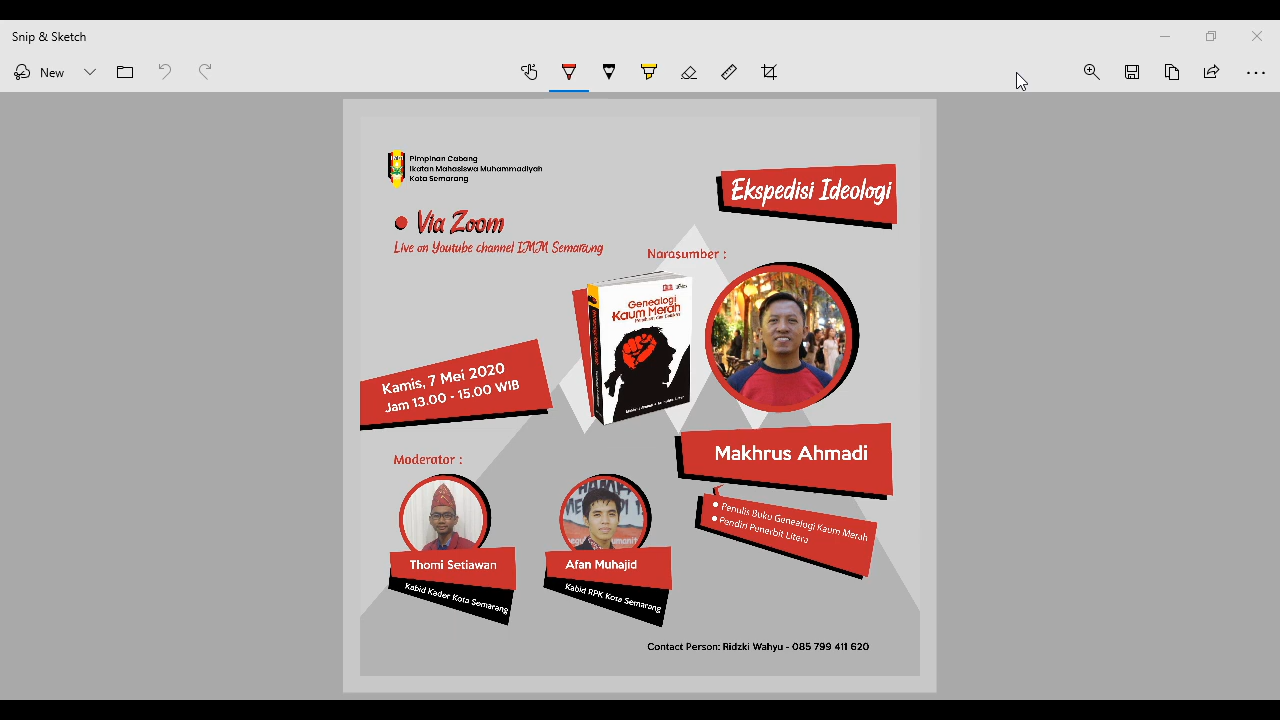 Snip & Sketch
New
Pimpinan Cabang
Ikatan Mahasiswa Muhammadiyah
Kota Semarang
Ekspedisi Ideologi
Via Zoom
Live on Youtube channel IMM Semarang
Narasumber :
Genealogi
Kaum Merah
Kamis, 7 Mei 2020
Jam 13.00 - 15.00 WIB
Makhrus Ahmadi
Penulis Buku Genealogi Kaum Merah
Pendiri Penerbit Litera
Moderator :
Thomi Setiawan
Kabid Kader Kota Semarang
Afan Muhajid
Kabid RPK Kota Semarang
Contact Person: Ridzki Wahyu - 085 799 411 620